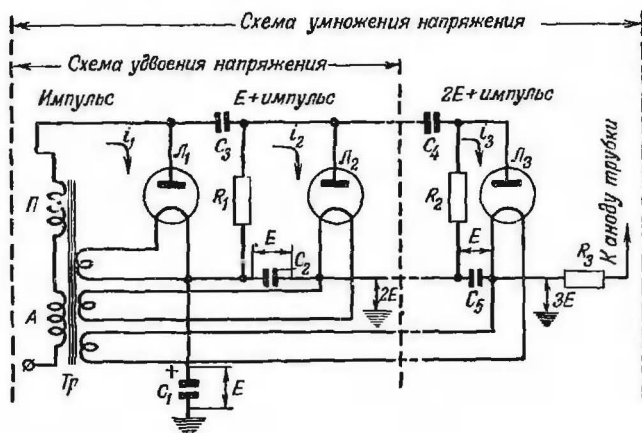 Схема умножения напряжения
Схема удвоения напряжения
Импульс
E+импульс
2E+импульс
i₁
Л₁
C₃
i₂
Л₂
C₄
i₃
Л₃
П
R₁
R₂
E
C₂
E
C₅
R₃
К аноду трубки
А
2E
3E
Тр
+
C₁
E